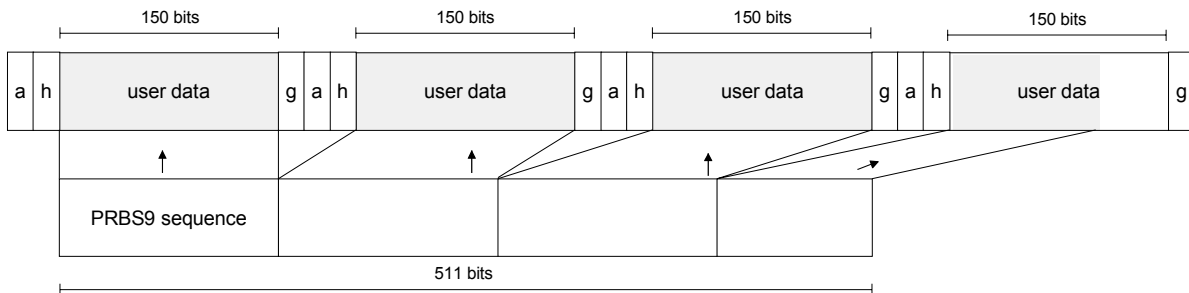 150 bits 150 bits 150 bits 150 bits
a h user data g a h user data g a h user data g a h user data g
PRBS9 sequence
511 bits